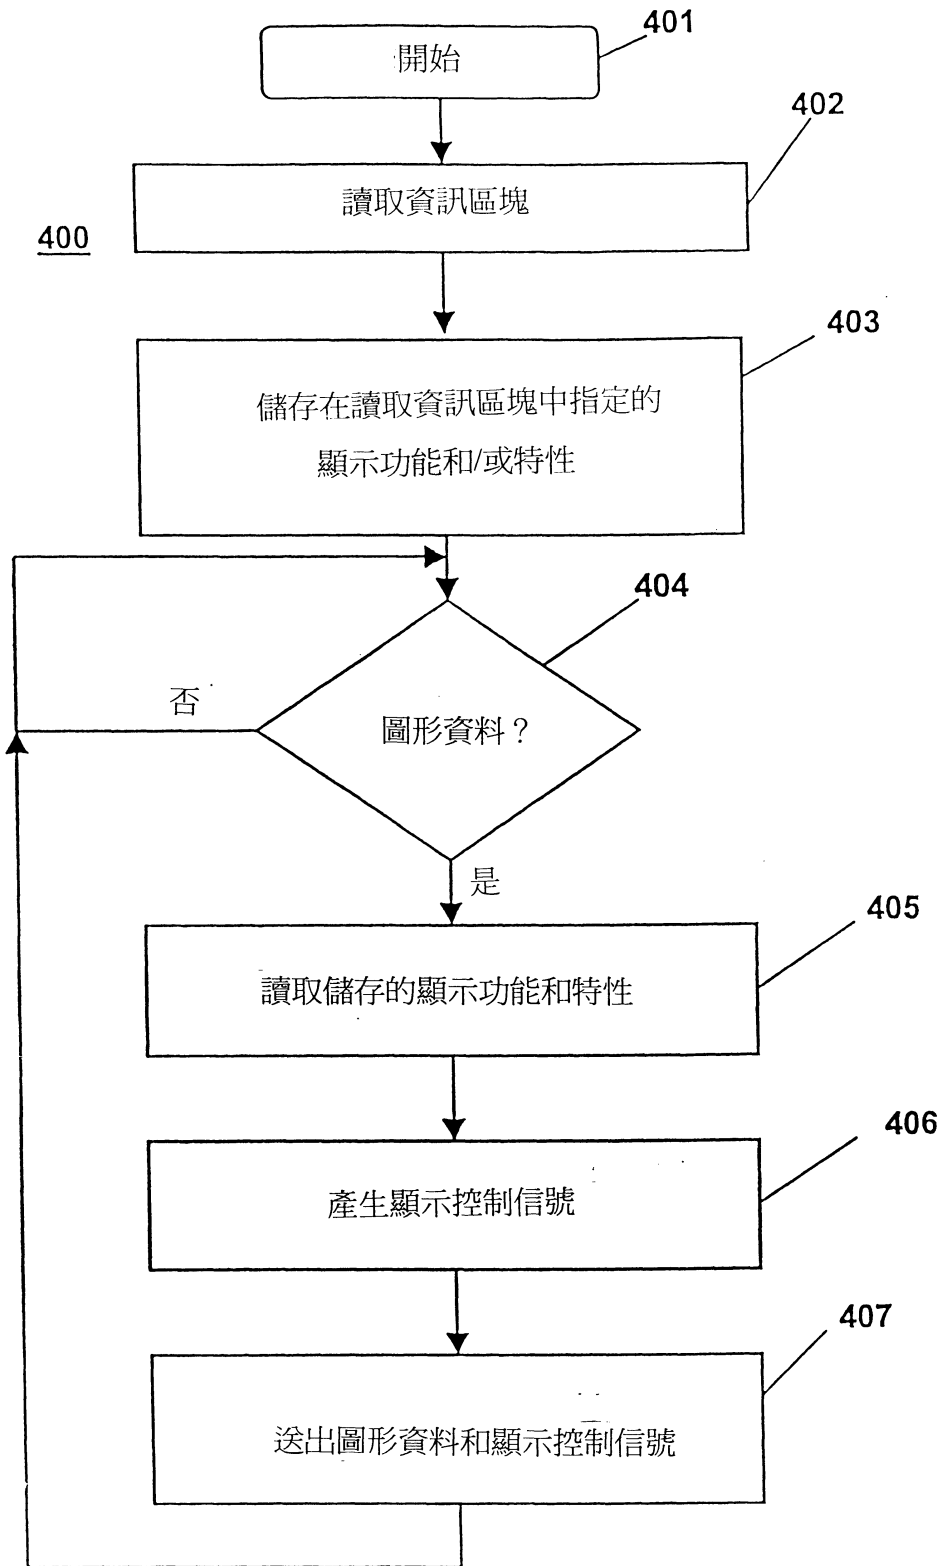 401
開始
402
讀取資訊區塊
400
403
儲存在讀取資訊區塊中指定的
顯示功能和/或特性
404
否
圖形資料？
是
405
讀取儲存的顯示功能和特性
406
產生顯示控制信號
407
送出圖形資料和顯示控制信號